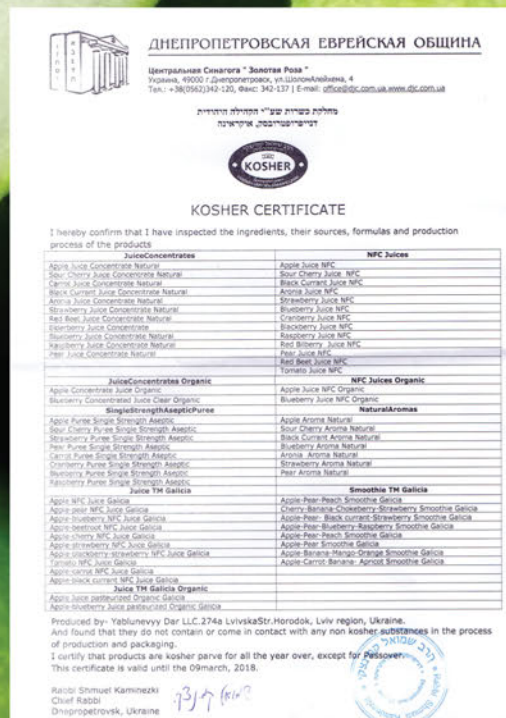 ДНЕПРОПЕТРОВСКАЯ ЕВРЕЙСКАЯ ОБЩИНА
Центральная Синагога " Золотая Роза "
Украина, 49000 г.Днепропетровск, ул.ШоломАлейхема, 4
Тел.: +38(0562)342-120, Факс: 342-137 | E-mail: office@djc.com.ua,www.djc.com.ua
מחלקת כשרות שע"י הקהילה היהודית
דנייפרופטרובסק, אוקראינה
KOSHER
KOSHER CERTIFICATE
I hereby confirm that I have inspected the ingredients, their sources, formulas and production
process of the products
JuiceConcentrates NFC Juices
Apple Juice Concentrate Natural Apple Juice NFC
Sour Cherry Juice Concentrate Natural Sour Cherry Juice NFC
Carrot Juice Concentrate Natural Black Currant Juice NFC
Black Currant Juice Concentrate Natural Aronia Juice NFC
Aronia Juice Concentrate Natural Strawberry Juice NFC
Strawberry Juice Concentrate Natural Blueberry Juice NFC
Red Beet Juice Concentrate Natural Cranberry Juice NFC
Elderberry Juice Concentrate Blackberry Juice NFC
Blueberry Juice Concentrate Natural Raspberry Juice NFC
Raspberry Juice Concentrate Natural Red Bilberry Juice NFC
Pear Juice Concentrate Natural Pear Juice NFC
Red Beet Juice NFC
Tomato Juice NFC
JuiceConcentrates Organic NFC Juices Organic
Apple Concentrate Juice Organic Apple Juice NFC Organic
Blueberry Concentrated Juice Clear Organic Blueberry Juice NFC Organic
SingleStrengthAsepticPuree NaturalAromas
Apple Puree Single Strength Aseptic Apple Aroma Natural
Sour Cherry Puree Single Strength Aseptic Sour Cherry Aroma Natural
Strawberry Puree Single Strength Aseptic Black Currant Aroma Natural
Pear Puree Single Strength Aseptic Blueberry Aroma Natural
Carrot Puree Single Strength Aseptic Aronia Aroma Natural
Cranberry Puree Single Strength Aseptic Strawberry Aroma Natural
Blueberry Puree Single Strength Aseptic Pear Aroma Natural
Raspberry Puree Single Strength Aseptic
Juice TM Galicia Smoothie TM Galicia
Apple NFC Juice Galicia Apple-Pear-Peach Smoothie Galicia
Apple-pear NFC Juice Galicia Cherry-Banana-Chokeberry-Strawberry Smoothie Galicia
Apple-blueberry NFC Juice Galicia Apple-Pear- Black currant-Strawberry Smoothie Galicia
Apple-beetroot NFC Juice Galicia Apple-Pear-Blueberry-Raspberry Smoothie Galicia
Apple-cherry NFC Juice Galicia Apple-Pear-Peach Smoothie Galicia
Apple-strawberry NFC Juice Galicia Apple-Pear Smoothie Galicia
Apple-blackberry-strawberry NFC Juice Galicia Apple-Banana-Mango-Orange Smoothie Galicia
Tomato NFC Juice Galicia Apple-Carrot-Banana- Apricot Smoothie Galicia
Apple-carrot NFC Juice Galicia
Apple-black currant NFC Juice Galicia
Juice TM Galicia Organic
Apple Juice pasteurized Organic Galicia
Apple-blueberry Juice pasteurized Organic Galicia
Produced by- Yablunevyy Dar LLC.274a LvivskaStr.Horodok, Lviv region, Ukraine.
And found that they do not contain or come in contact with any non kosher substances in the process
of production and packaging.
I certify that products are kosher parve for all the year over, except for Passover.
This certificate is valid until the 09march, 2018.
Rabbi Shmuel Kaminezki
Chief Rabbi
Dnepropetrovsk, Ukraine